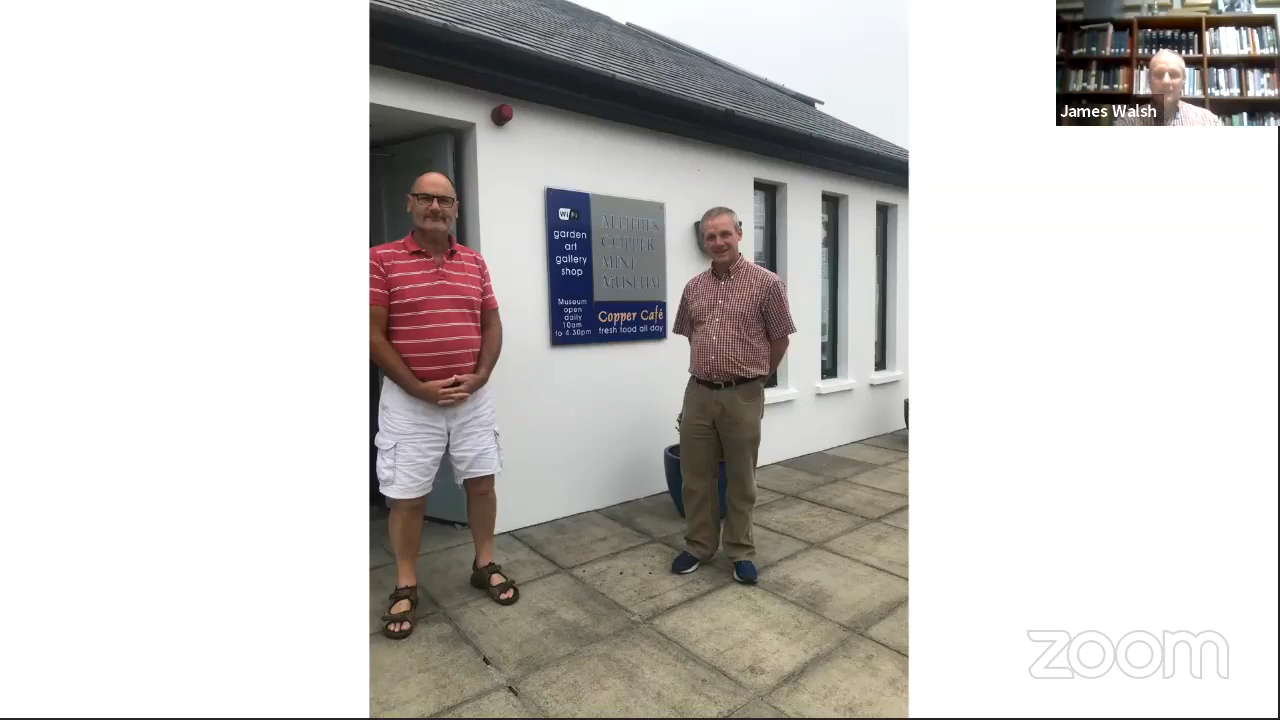 James Walsh
WiFi
garden
art
gallery
shop
ALLIHIES
COPPER
MINE
MUSEUM
Museum
open
daily
10am
to 4.30pm
Copper Café
fresh food all day
zoom